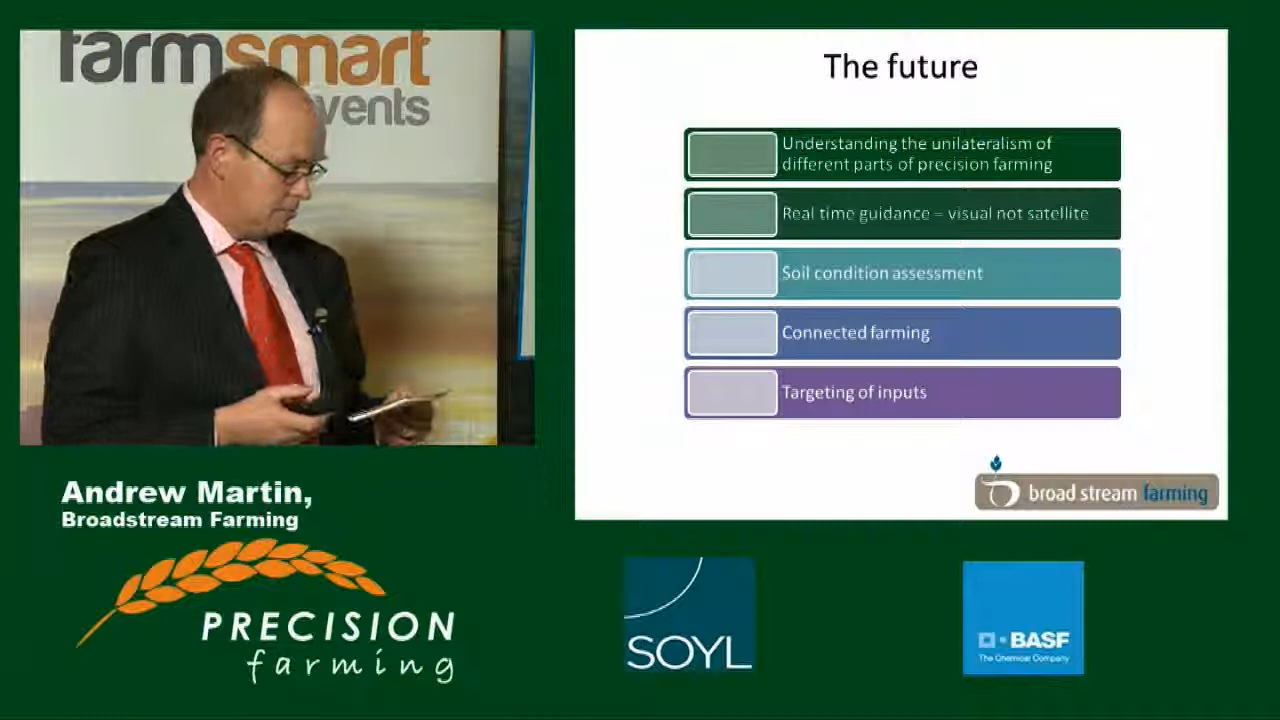 farmsmart
events
The future
Understanding the unilateralism of
different parts of precision farming
Real time guidance – visual not satellite
Soil condition assessment
Connected farming
Targeting of inputs
broad stream farming
Andrew Martin,
Broadstream Farming
PRECISION
farming
SOYL
BASF
The Chemical Company